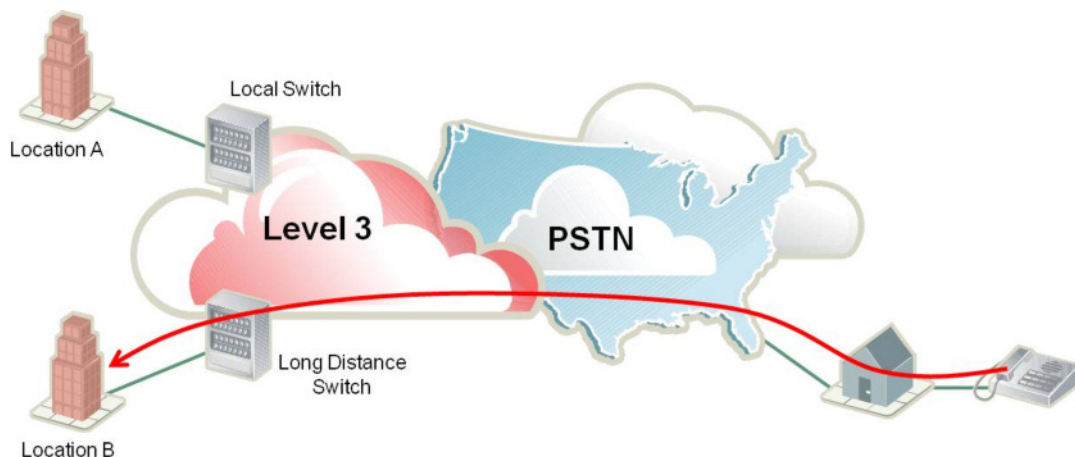 Local Switch
Location A
Level 3
PSTN
Long Distance
Switch
Location B